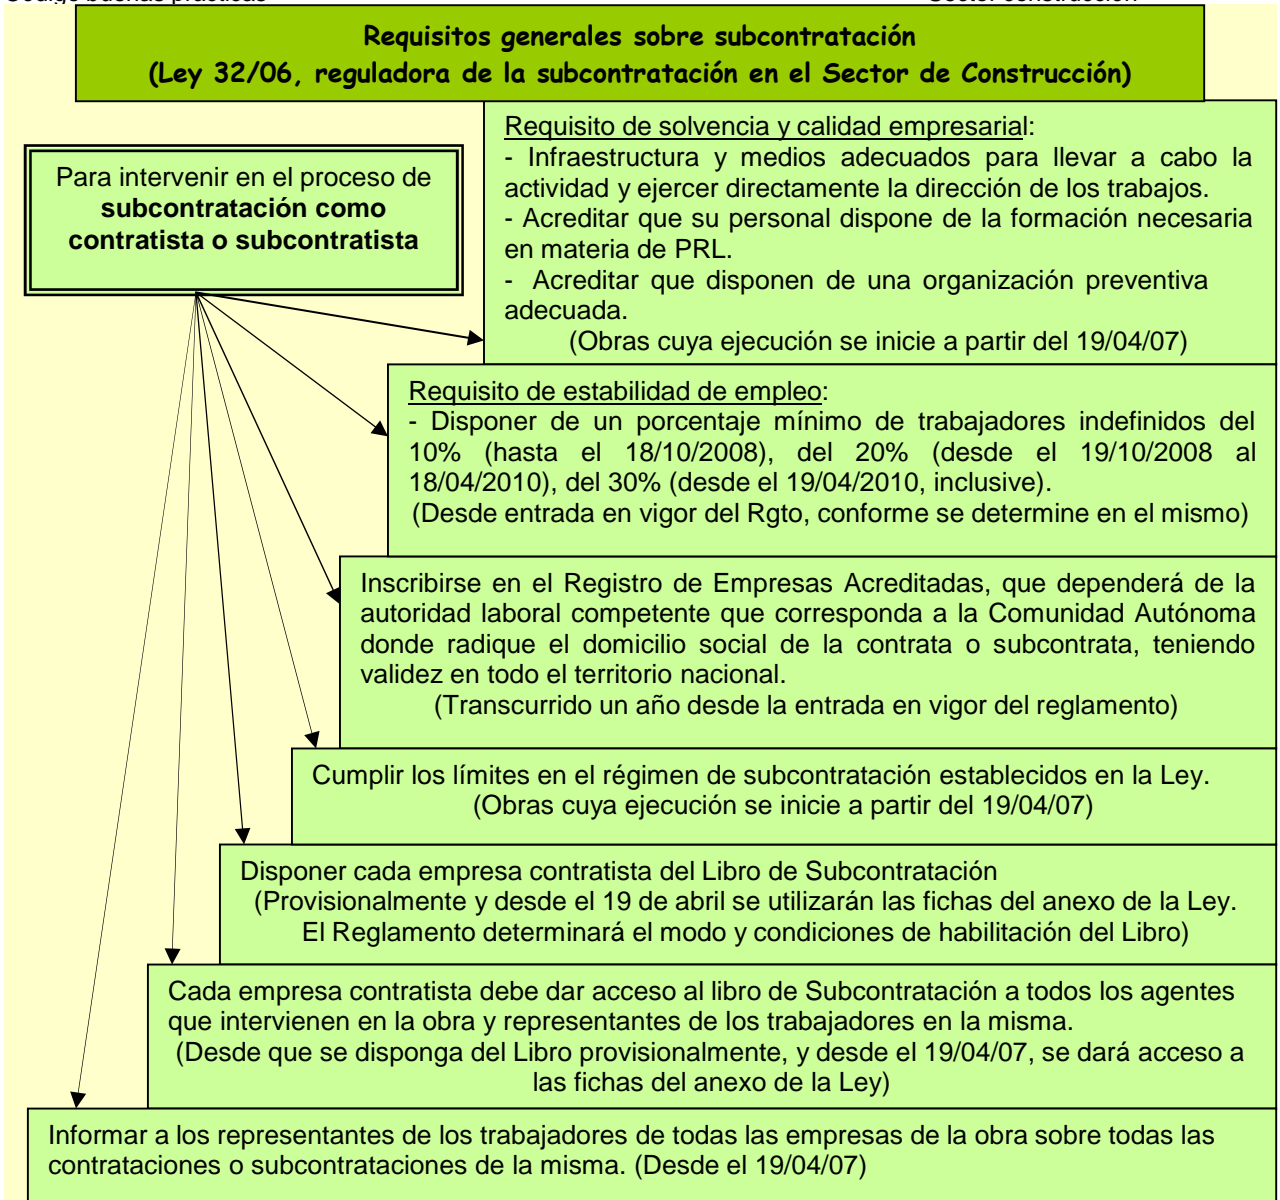 Código buenas prácticas Sector construcción
Requisitos generales sobre subcontratación
(Ley 32/06, reguladora de la subcontratación en el Sector de Construcción)
Para intervenir en el proceso de
subcontratación como
contratista o subcontratista
Requisito de solvencia y calidad empresarial:
- Infraestructura y medios adecuados para llevar a cabo la
actividad y ejercer directamente la dirección de los trabajos.
- Acreditar que su personal dispone de la formación necesaria
en materia de PRL.
- Acreditar que disponen de una organización preventiva
adecuada.
(Obras cuya ejecución se inicie a partir del 19/04/07)
Requisito de estabilidad de empleo:
- Disponer de un porcentaje mínimo de trabajadores indefinidos del
10% (hasta el 18/10/2008), del 20% (desde el 19/10/2008 al
18/04/2010), del 30% (desde el 19/04/2010, inclusive).
(Desde entrada en vigor del Rgto, conforme se determine en el mismo)
Inscribirse en el Registro de Empresas Acreditadas, que dependerá de la
autoridad laboral competente que corresponda a la Comunidad Autónoma
donde radique el domicilio social de la contrata o subcontrata, teniendo
validez en todo el territorio nacional.
(Transcurrido un año desde la entrada en vigor del reglamento)
Cumplir los límites en el régimen de subcontratación establecidos en la Ley.
(Obras cuya ejecución se inicie a partir del 19/04/07)
Disponer cada empresa contratista del Libro de Subcontratación
(Provisionalmente y desde el 19 de abril se utilizarán las fichas del anexo de la Ley.
El Reglamento determinará el modo y condiciones de habilitación del Libro)
Cada empresa contratista debe dar acceso al libro de Subcontratación a todos los agentes
que intervienen en la obra y representantes de los trabajadores en la misma.
(Desde que se disponga del Libro provisionalmente, y desde el 19/04/07, se dará acceso a
las fichas del anexo de la Ley)
Informar a los representantes de los trabajadores de todas las empresas de la obra sobre todas las
contrataciones o subcontrataciones de la misma. (Desde el 19/04/07)